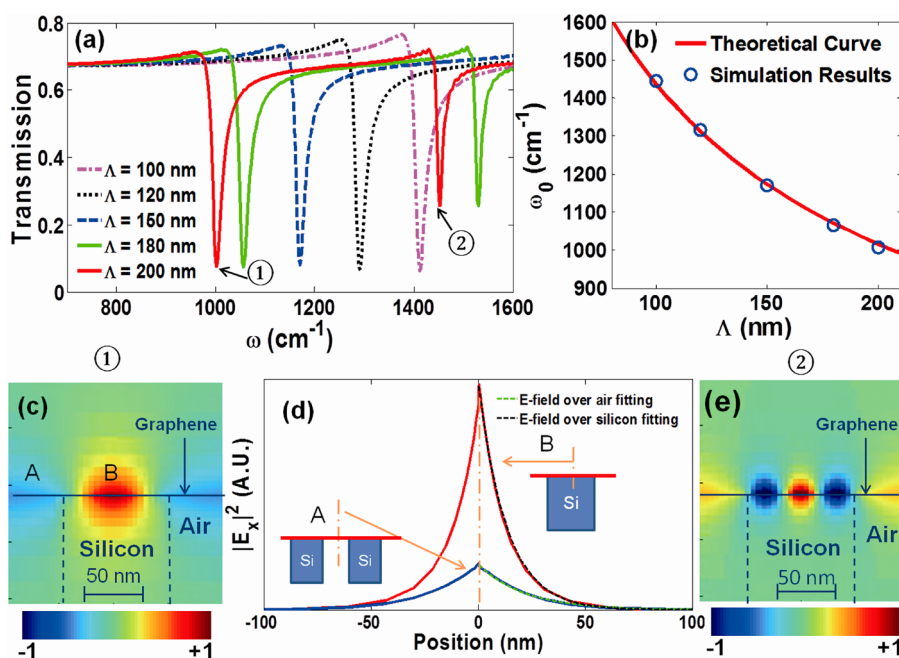 (a)
Transmission
0.8
0.6
0.4
0.2
0
Λ = 100 nm
Λ = 120 nm
Λ = 150 nm
Λ = 180 nm
Λ = 200 nm
①
②
800 1000 1200 1400 1600
ω (cm⁻¹)
(b)
Theoretical Curve
Simulation Results
ω₀ (cm⁻¹)
1600
1500
1400
1300
1200
1100
1000
900
100 150 200
Λ (nm)
①
(c)
Graphene
A
B
Air
Silicon
50 nm
-1 +1
(d)
E-field over air fitting
E-field over silicon fitting
|Eₓ|² (A.U.)
A
B
Si
Si
Si
-100 -50 0 50 100
Position (nm)
②
(e)
Graphene
Air
Silicon
50 nm
-1 +1